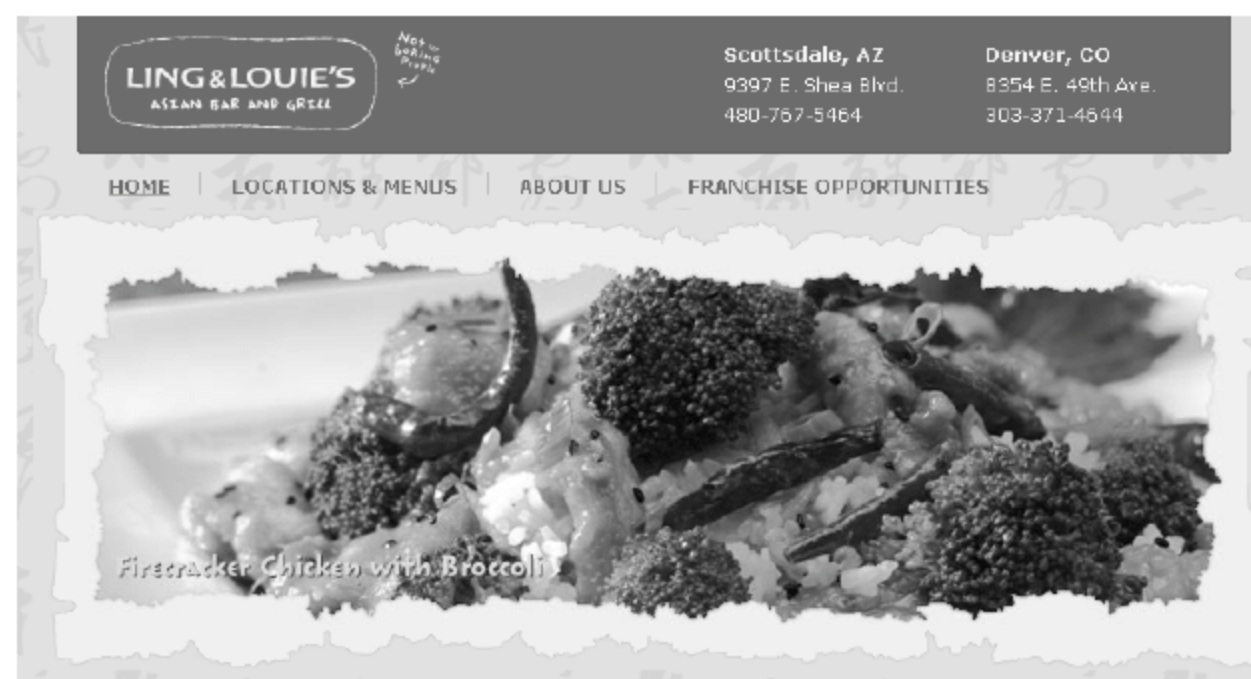 LING & LOUIE'S
ASIAN BAR AND GRILL
Not
for
Boring
People
Scottsdale, AZ
9397 E. Shea Blvd.
480-767-5464
Denver, CO
8354 E. 49th Ave.
303-371-4644
HOME
LOCATIONS & MENUS
ABOUT US
FRANCHISE OPPORTUNITIES
Firecracker Chicken with Broccoli